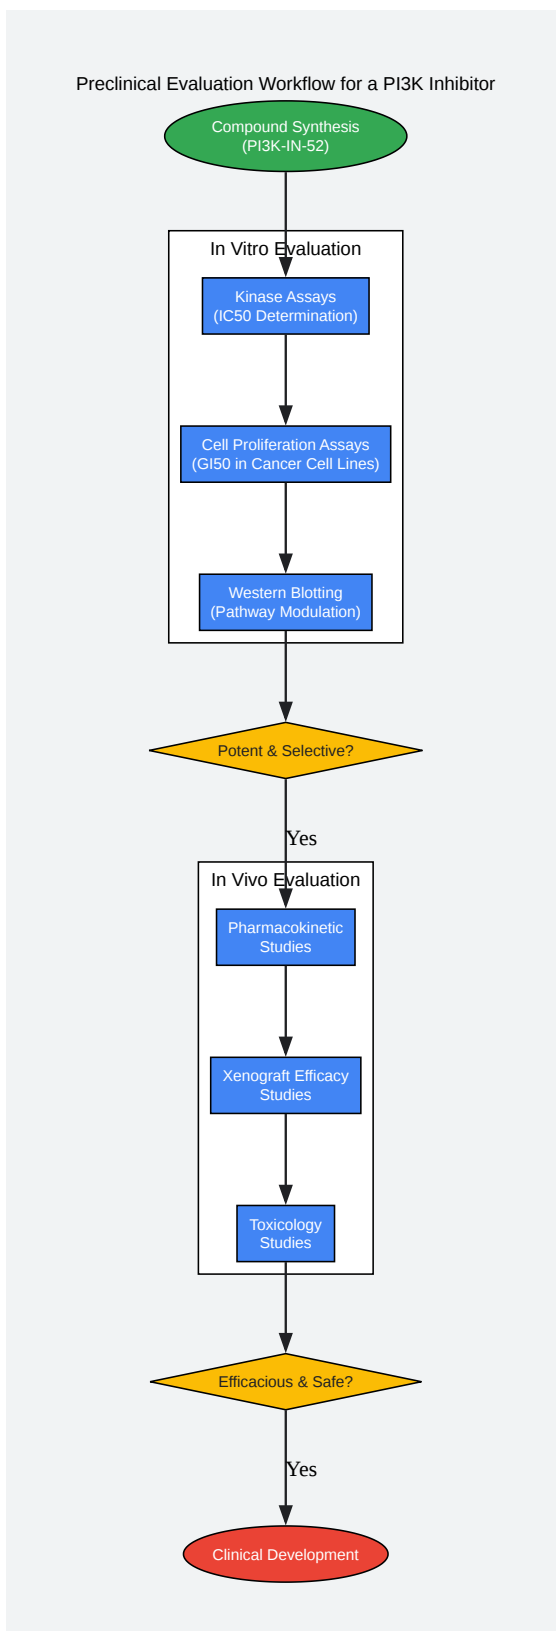 Preclinical Evaluation Workflow for a PI3K Inhibitor
Compound Synthesis
(PI3K-IN-52)
In Vitro Evaluation
Kinase Assays
(IC50 Determination)
Cell Proliferation Assays
(GI50 in Cancer Cell Lines)
Western Blotting
(Pathway Modulation)
Potent & Selective?
Yes
In Vivo Evaluation
Pharmacokinetic
Studies
Xenograft Efficacy
Studies
Toxicology
Studies
Efficacious & Safe?
Yes
Clinical Development